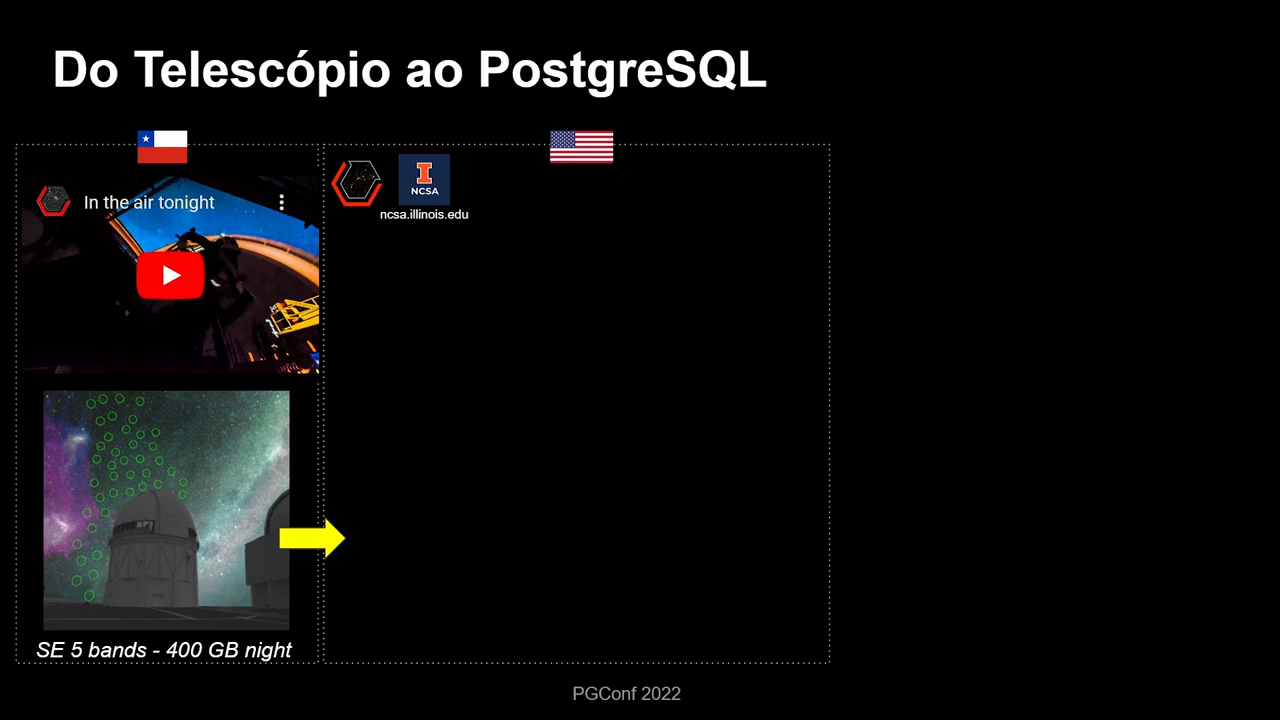 Do Telescópio ao PostgreSQL
In the air tonight
I
NCSA
ncsa.illinois.edu
SE 5 bands - 400 GB night
PGConf 2022